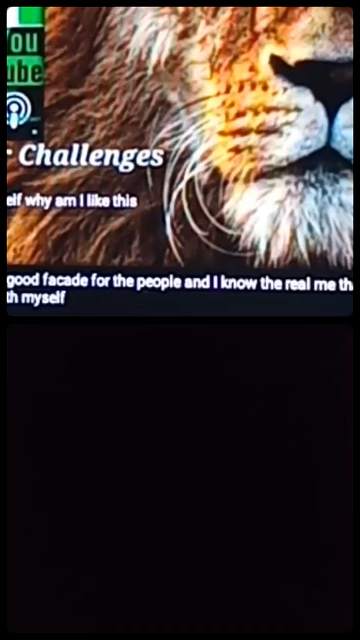 You
ube
Challenges
elf why am I like this
good facade for the people and I know the real me th
th myself